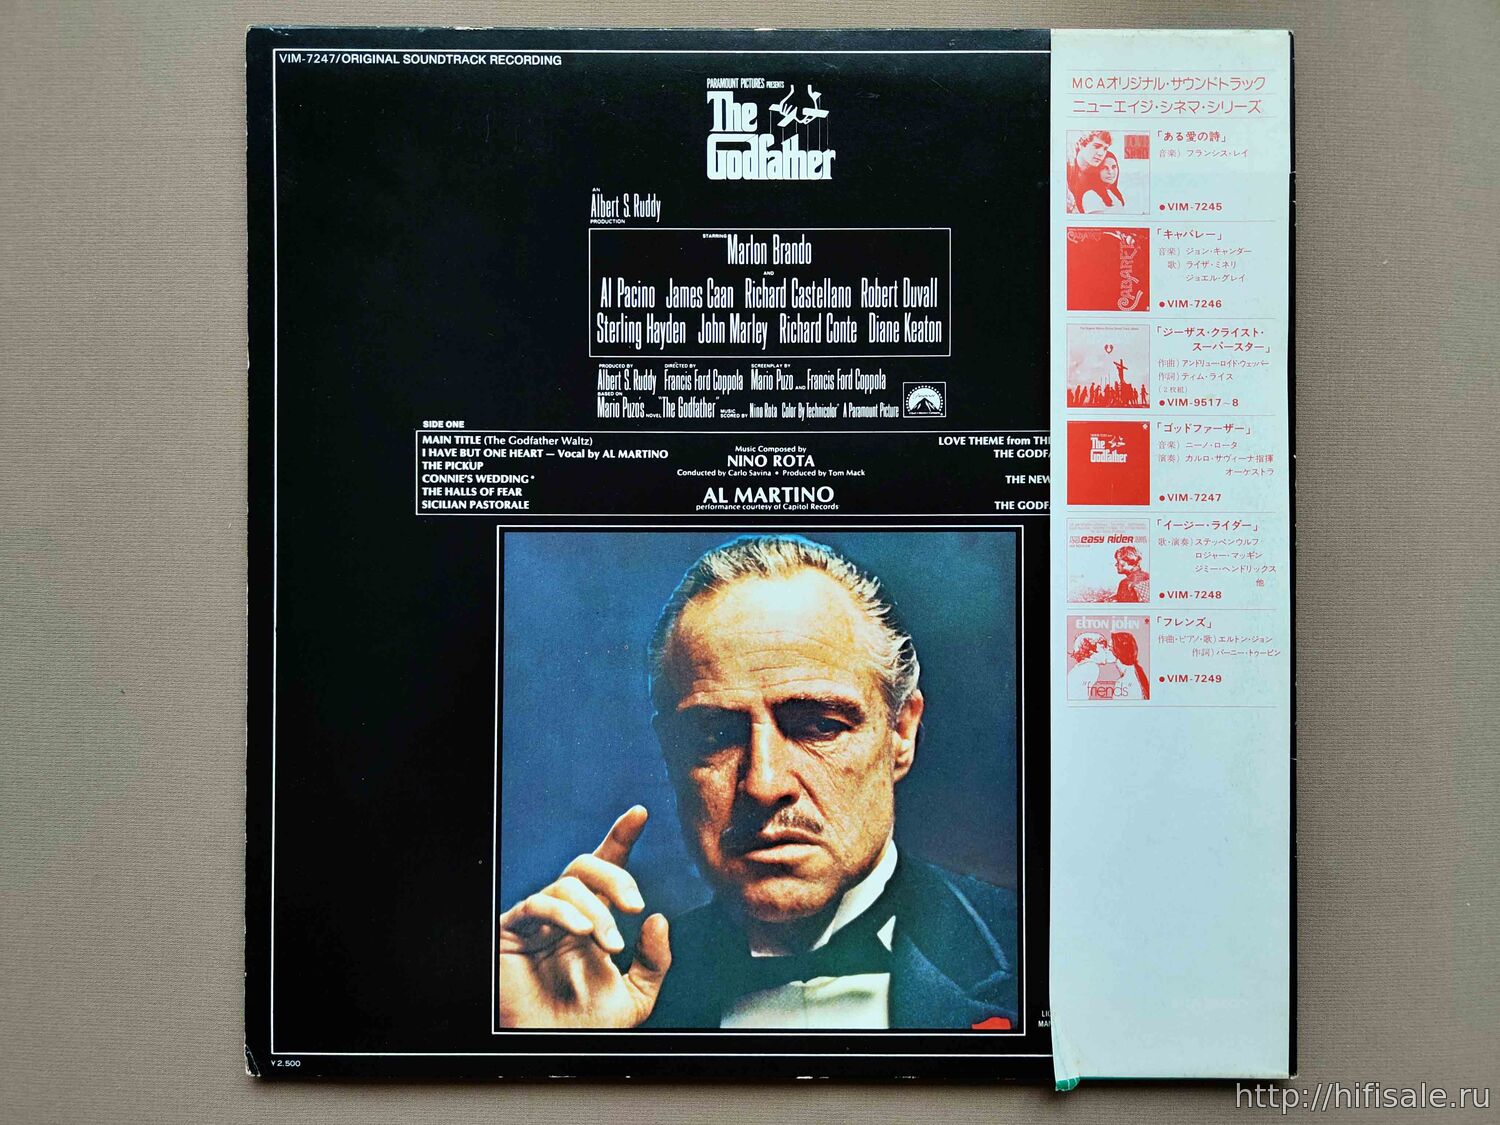 VIM-7247/ORIGINAL SOUNDTRACK RECORDING
PARAMOUNT PICTURES PRESENTS
The
Godfather
AN
Albert S. Ruddy
PRODUCTION
STARRING
Marlon Brando
AND
Al Pacino James Caan Richard Castellano Robert Duvall
Sterling Hayden John Marley Richard Conte Diane Keaton
PRODUCED BY DIRECTED BY SCREENPLAY BY
Albert S. Ruddy Francis Ford Coppola Mario Puzo AND Francis Ford Coppola
BASED ON
Mario Puzo's NOVEL "The Godfather" MUSIC SCORED BY Nino Rota Color By Technicolor® A Paramount Picture
SIDE ONE
MAIN TITLE (The Godfather Waltz)
I HAVE BUT ONE HEART — Vocal by AL MARTINO
THE PICKUP
CONNIE'S WEDDING*
THE HALLS OF FEAR
SICILIAN PASTORALE
Music Composed by
NINO ROTA
Conducted by Carlo Savina • Produced by Tom Mack
AL MARTINO
performance courtesy of Capitol Records
LOVE THEME from THE
THE GODFA
THE NEW
THE GODF
LIC
MAN
¥2,500
MCAオリジナル・サウンドトラック
ニューエイジ・シネマ・シリーズ
「ある愛の詩」
音楽）フランシス・レイ
●VIM-7245
CABARET
「キャバレー」
音楽）ジョン・キャンダー
歌）ライザ・ミネリ
ジョエル・グレイ
●VIM-7246
「ジーザス・クライスト・
スーパースター」
作曲）アンドリュー・ロイド・ウェッバー
作詞）ティム・ライス
（2枚組）
●VIM-9517～8
The
Godfather
「ゴッドファーザー」
音楽）ニーノ・ロータ
演奏）カルロ・サヴィーナ指揮
オーケストラ
●VIM-7247
easy RideR
「イージー・ライダー」
歌・演奏）ステッペンウルフ
ロジャー・マッギン
ジミー・ヘンドリックス
他
●VIM-7248
ELTON JOHN
"friends"
「フレンズ」
作曲・ピアノ・歌）エルトン・ジョン
作詞）バーニー・トゥーピン
●VIM-7249
http://hifisale.ru